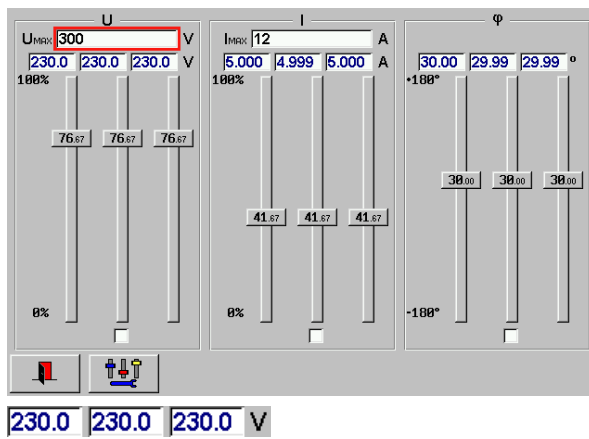 U I φ
UMAX 300 V IMAX 12 A
230.0 230.0 230.0 V 5.000 4.999 5.000 A 30.00 29.99 29.99 °
100% 100% +180°
76.67 76.67 76.67
30.00 30.00 30.00
41.67 41.67 41.67
0% 0% -180°
230.0 230.0 230.0 V